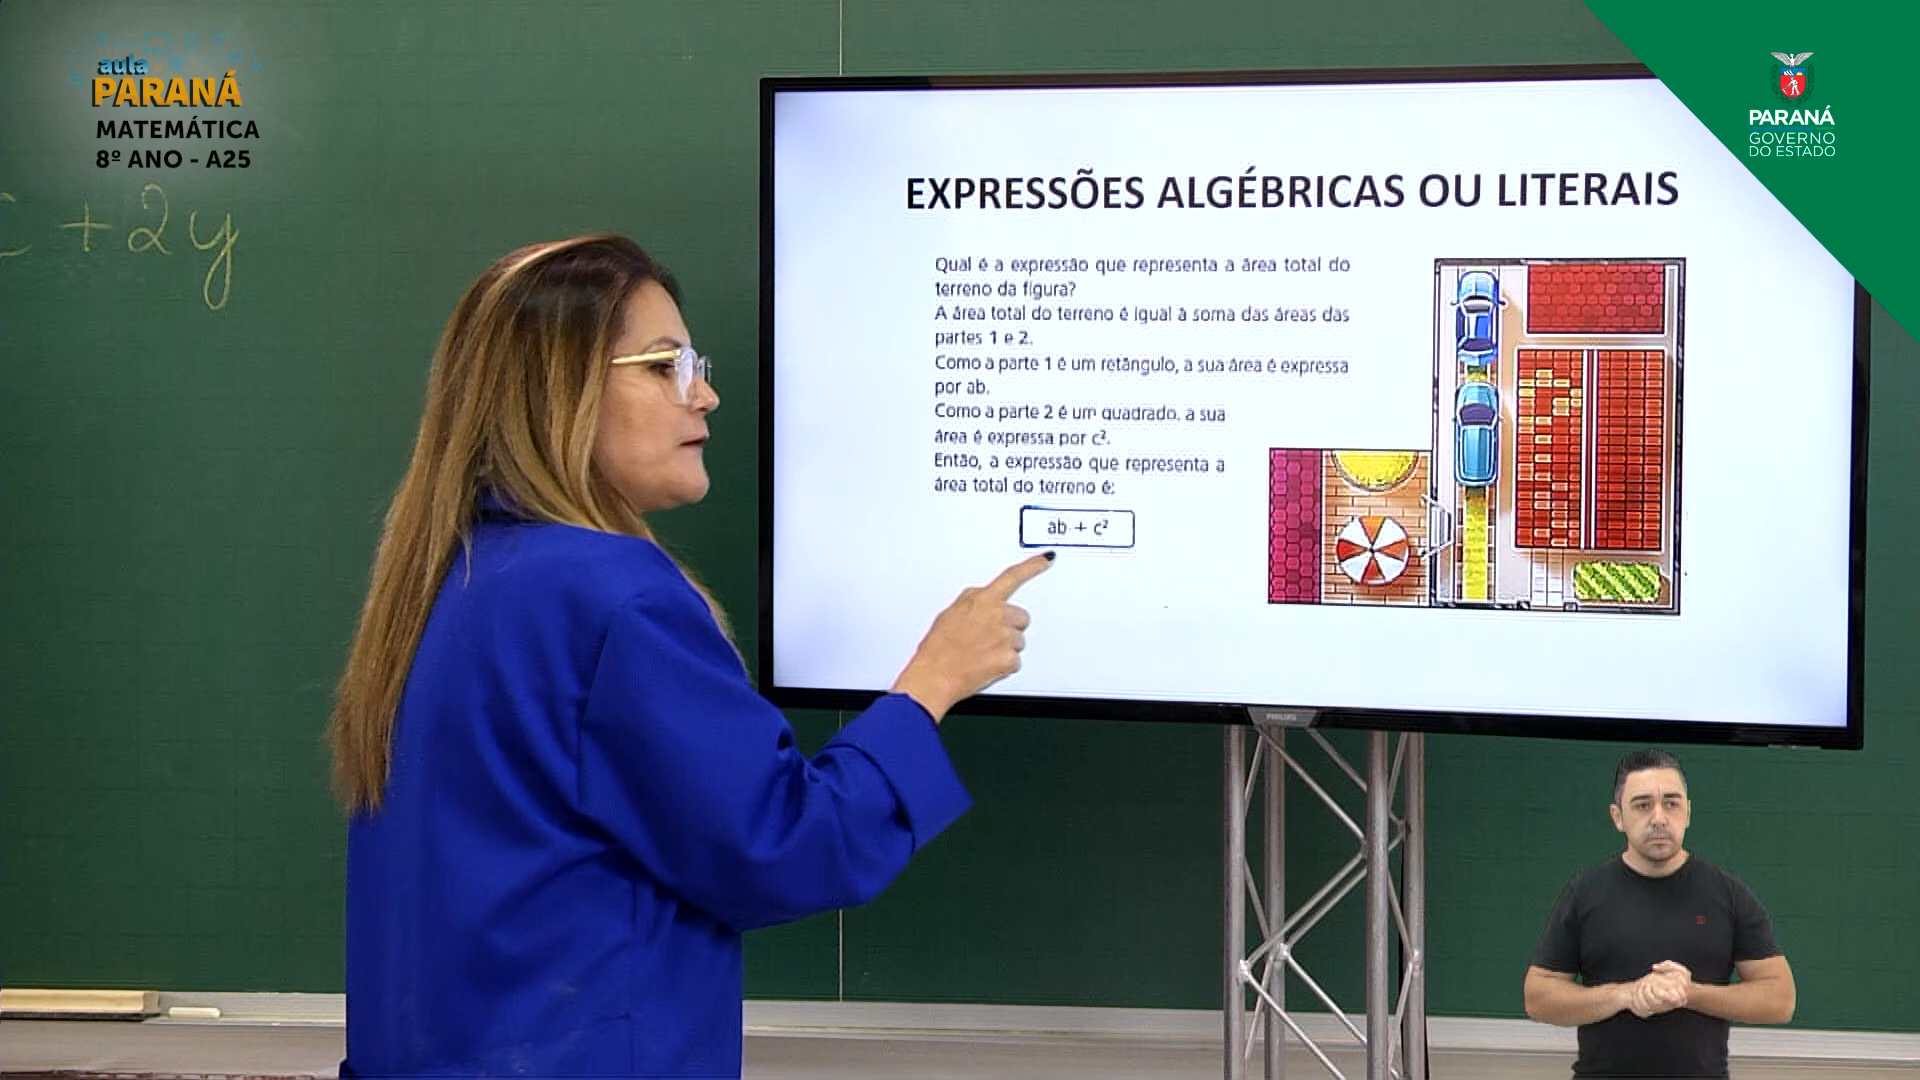 aula
PARANÁ
MATEMÁTICA
8º ANO - A25
+2y
PARANÁ
GOVERNO
DO ESTADO
EXPRESSÕES ALGÉBRICAS OU LITERAIS
Qual é a expressão que representa a área total do
terreno da figura?
A área total do terreno é igual à soma das áreas das
partes 1 e 2.
Como a parte 1 é um retângulo, a sua área é expressa
por ab.
Como a parte 2 é um quadrado, a sua
área é expressa por c².
Então, a expressão que representa a
área total do terreno é:
ab + c²
PHILIPS